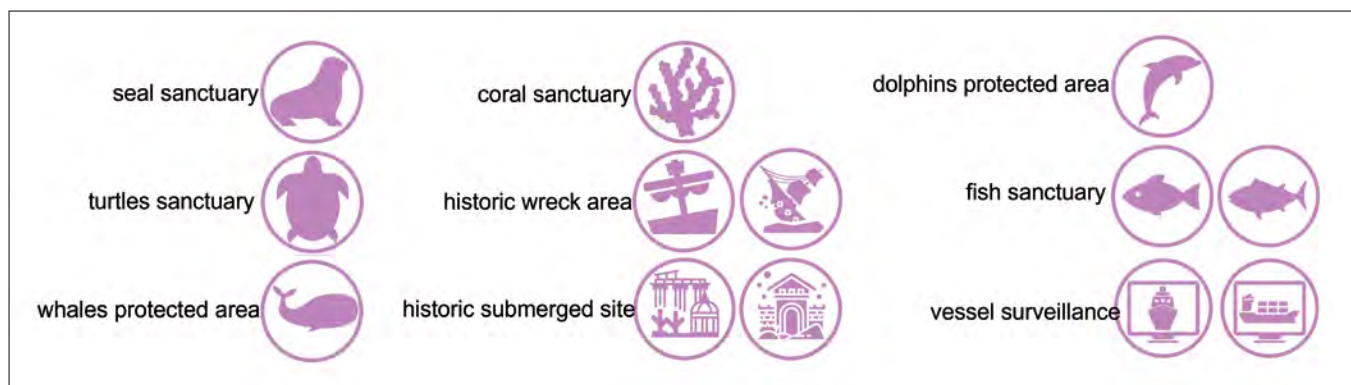 seal sanctuary
turtles sanctuary
whales protected area
coral sanctuary
historic wreck area
historic submerged site
dolphins protected area
fish sanctuary
vessel surveillance